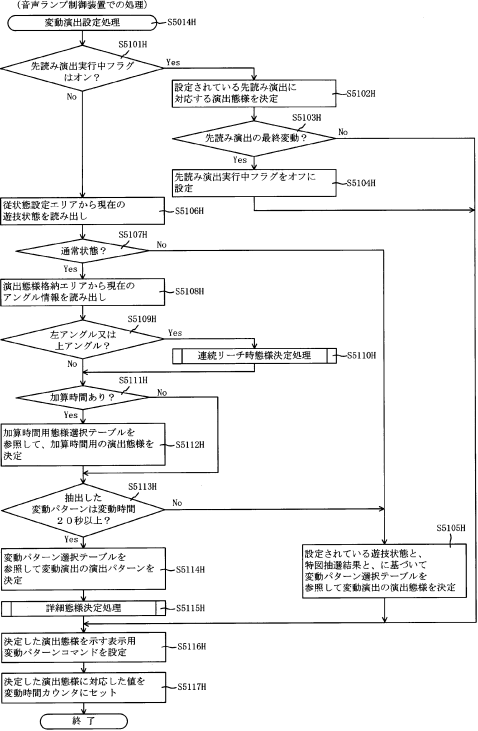 (音声ランプ制御装置での処理)
変動演出設定処理
S5014H
S5101H
先読み演出実行中フラグ
はオン？
Yes
No
設定されている先読み演出に
対応する演出態様を決定
S5102H
S5103H
先読み演出の最終変動？
No
Yes
先読み演出実行中フラグをオフに
設定
S5104H
従状態設定エリアから現在の
遊技状態を読み出し
S5106H
S5107H
通常状態？
No
Yes
演出態様格納エリアから現在の
アングル情報を読み出し
S5108H
S5109H
左アングル又は
上アングル？
Yes
No
連続リーチ時態様決定処理
S5110H
S5111H
加算時間あり？
No
Yes
加算時間用態様選択テーブルを
参照して、加算時間用の演出態様を
決定
S5112H
S5113H
抽出した
変動パターンは変動時間
２０秒以上？
No
Yes
S5105H
設定されている遊技状態と、
特図抽選結果と、に基づいて
変動パターン選択テーブルを
参照して変動演出の演出態様を決定
変動パターン選択テーブルを
参照して変動演出の演出パターンを
決定
S5114H
詳細態様決定処理
S5115H
決定した演出態様を示す表示用
変動パターンコマンドを設定
S5116H
決定した演出態様に対応した値を
変動時間カウンタにセット
S5117H
終了